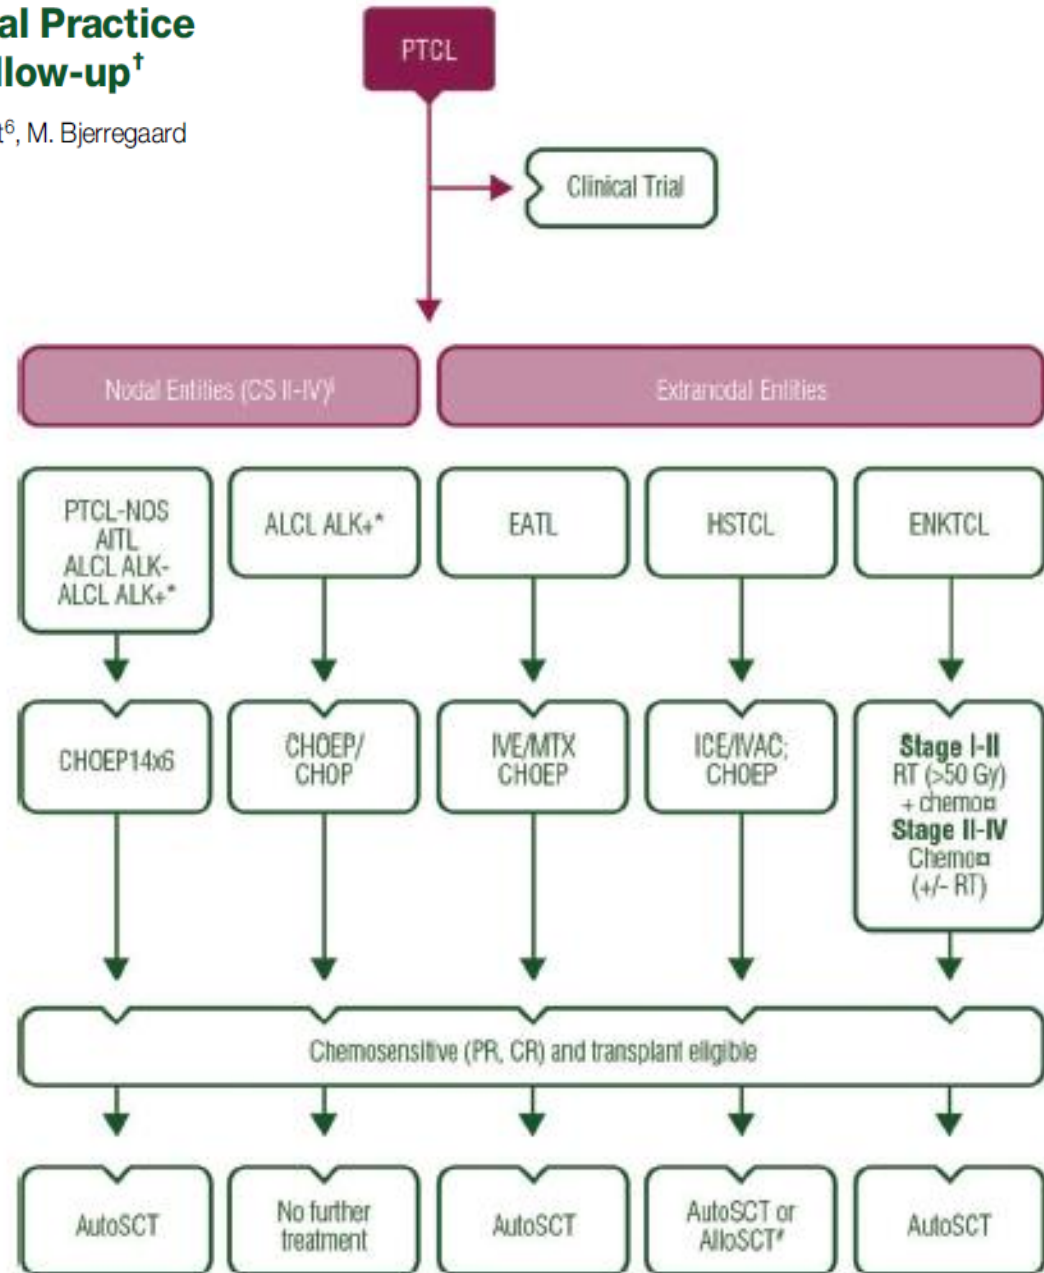 al Practice
llow-up†
t⁶, M. Bjerregaard
PTCL
Clinical Trial
Nodal Entities (CS II-IV)
Extranodal Entities
PTCL-NOS
AITL
ALCL ALK-
ALCL ALK+*
ALCL ALK+*
EATL
HSTCL
ENKTCL
CHOEP14x6
CHOEP/
CHOP
IVE/MTX
CHOEP
ICE/IVAC;
CHOEP
Stage I-II
RT (>50 Gy)
+ chemo¤
Stage II-IV
Chemo¤
(+/- RT)
Chemosensitive (PR, CR) and transplant eligible
AutoSCT
No further
treatment
AutoSCT
AutoSCT or
AlloSCT#
AutoSCT